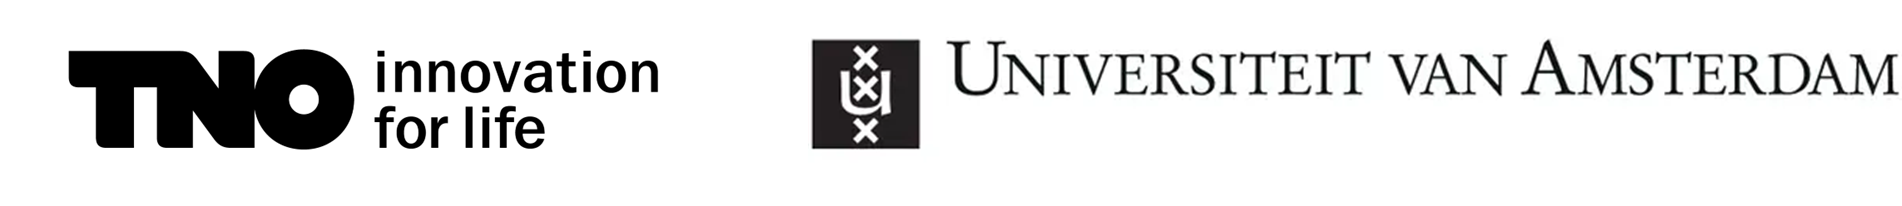 TNO
innovation
for life
U
UNIVERSITEIT VAN AMSTERDAM